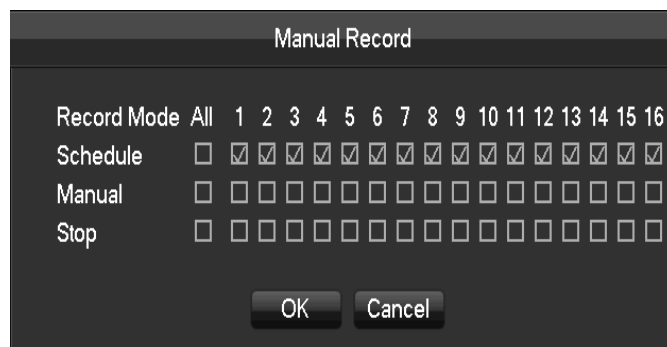 Manual Record
Record Mode All 1 2 3 4 5 6 7 8 9 10 11 12 13 14 15 16
Schedule
Manual
Stop
OK Cancel